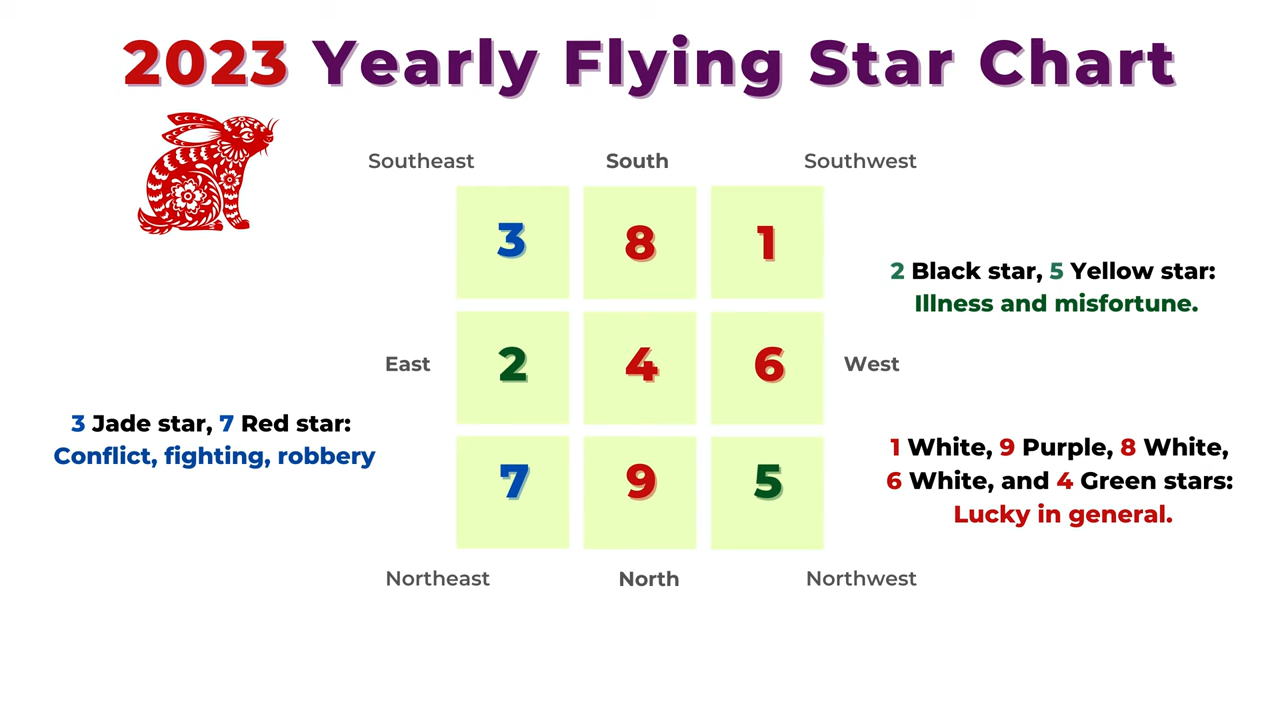 2023 Yearly Flying Star Chart
Southeast South Southwest
3 8 1
2 Black star, 5 Yellow star:
Illness and misfortune.
East 2 4 6 West
3 Jade star, 7 Red star:
Conflict, fighting, robbery
1 White, 9 Purple, 8 White,
6 White, and 4 Green stars:
Lucky in general.
7 9 5
Northeast North Northwest